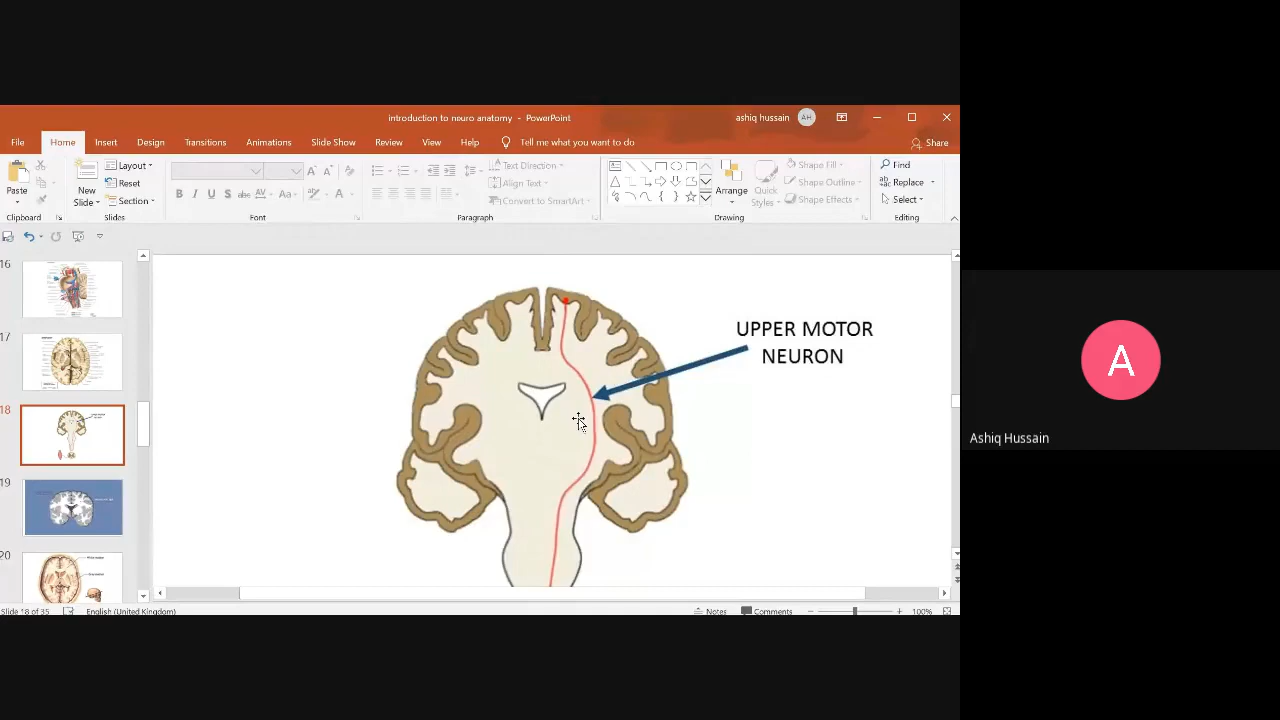 introduction to neuro anatomy - PowerPoint
ashiq hussain AH
File Home Insert Design Transitions Animations Slide Show Review View Help Tell me what you want to do Share
Paste
Clipboard
New Slide
Layout
Reset
Section
Slides
B I U S abc AV Aa A
Font
Text Direction
Align Text
Convert to SmartArt
Paragraph
Arrange
Quick Styles
Shape Fill
Shape Outline
Shape Effects
Drawing
Find
Replace
Select
Editing
16
17
18
19
20
UPPER MOTOR
NEURON
Slide 18 of 35 English (United Kingdom) Notes Comments 100%
A
Ashiq Hussain